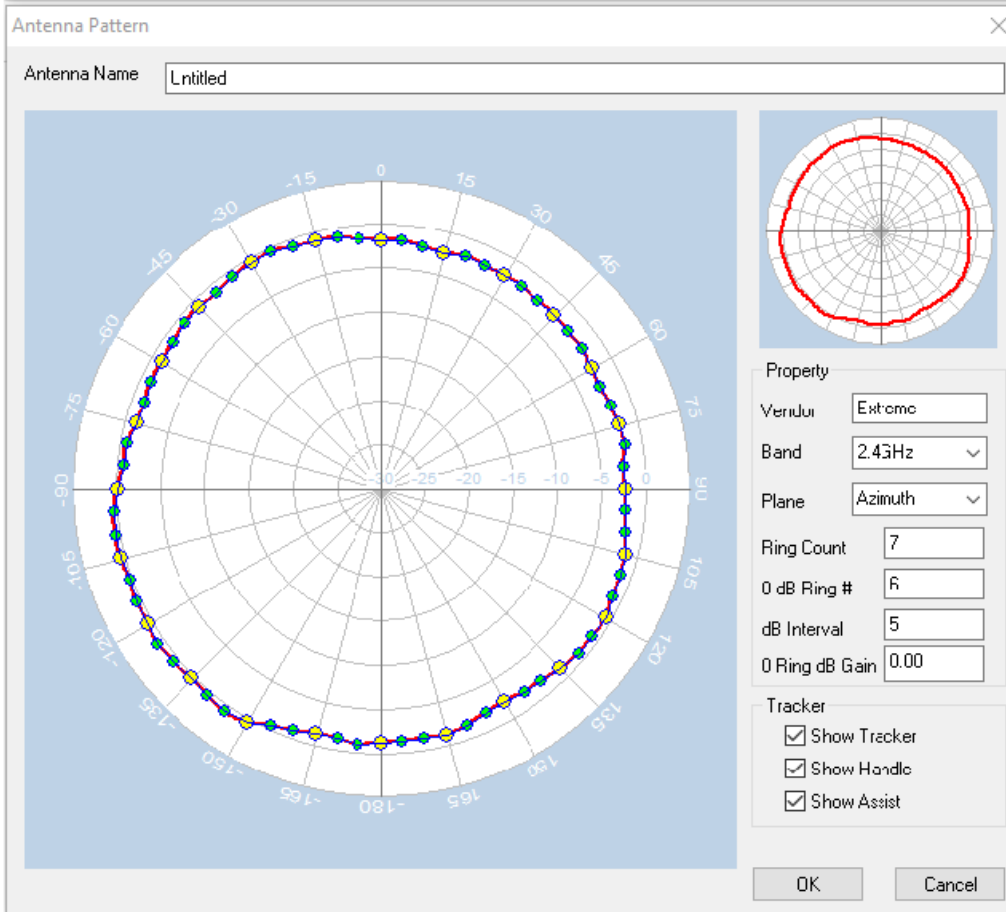 Antenna Pattern
Antenna Name
Untitled
0
15
30
45
60
75
90
105
120
135
150
165
-180
-165
-150
-135
-120
-105
-90
-75
-60
-45
-30
-15
-30 -25 -20 -15 -10 -5 0
Property
Vendor Extreme
Band 2.4GHz
Plane Azimuth
Ring Count 7
0 dB Ring # 6
dB Interval 5
0 Ring dB Gain 0.00
Tracker
Show Tracker
Show Handle
Show Assist
OK Cancel